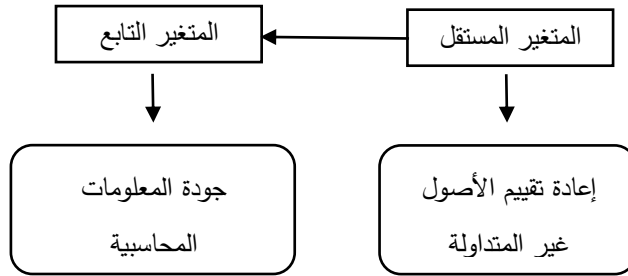 المتغير المستقل
المتغير التابع
إعادة تقييم الأصول
غير المتداولة
جودة المعلومات
المحاسبية